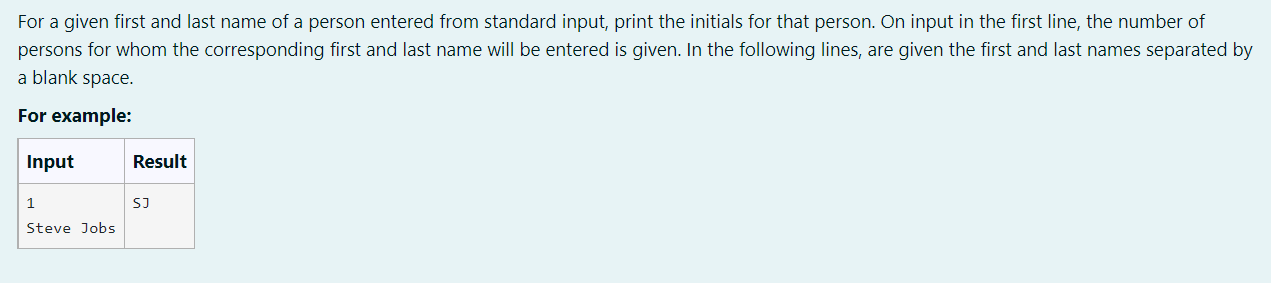 For a given first and last name of a person entered from standard input, print the initials for that person. On input in the first line, the number of
persons for whom the corresponding first and last name will be entered is given. In the following lines, are given the first and last names separated by
a blank space.
For example:
Input Result
1 SJ
Steve Jobs